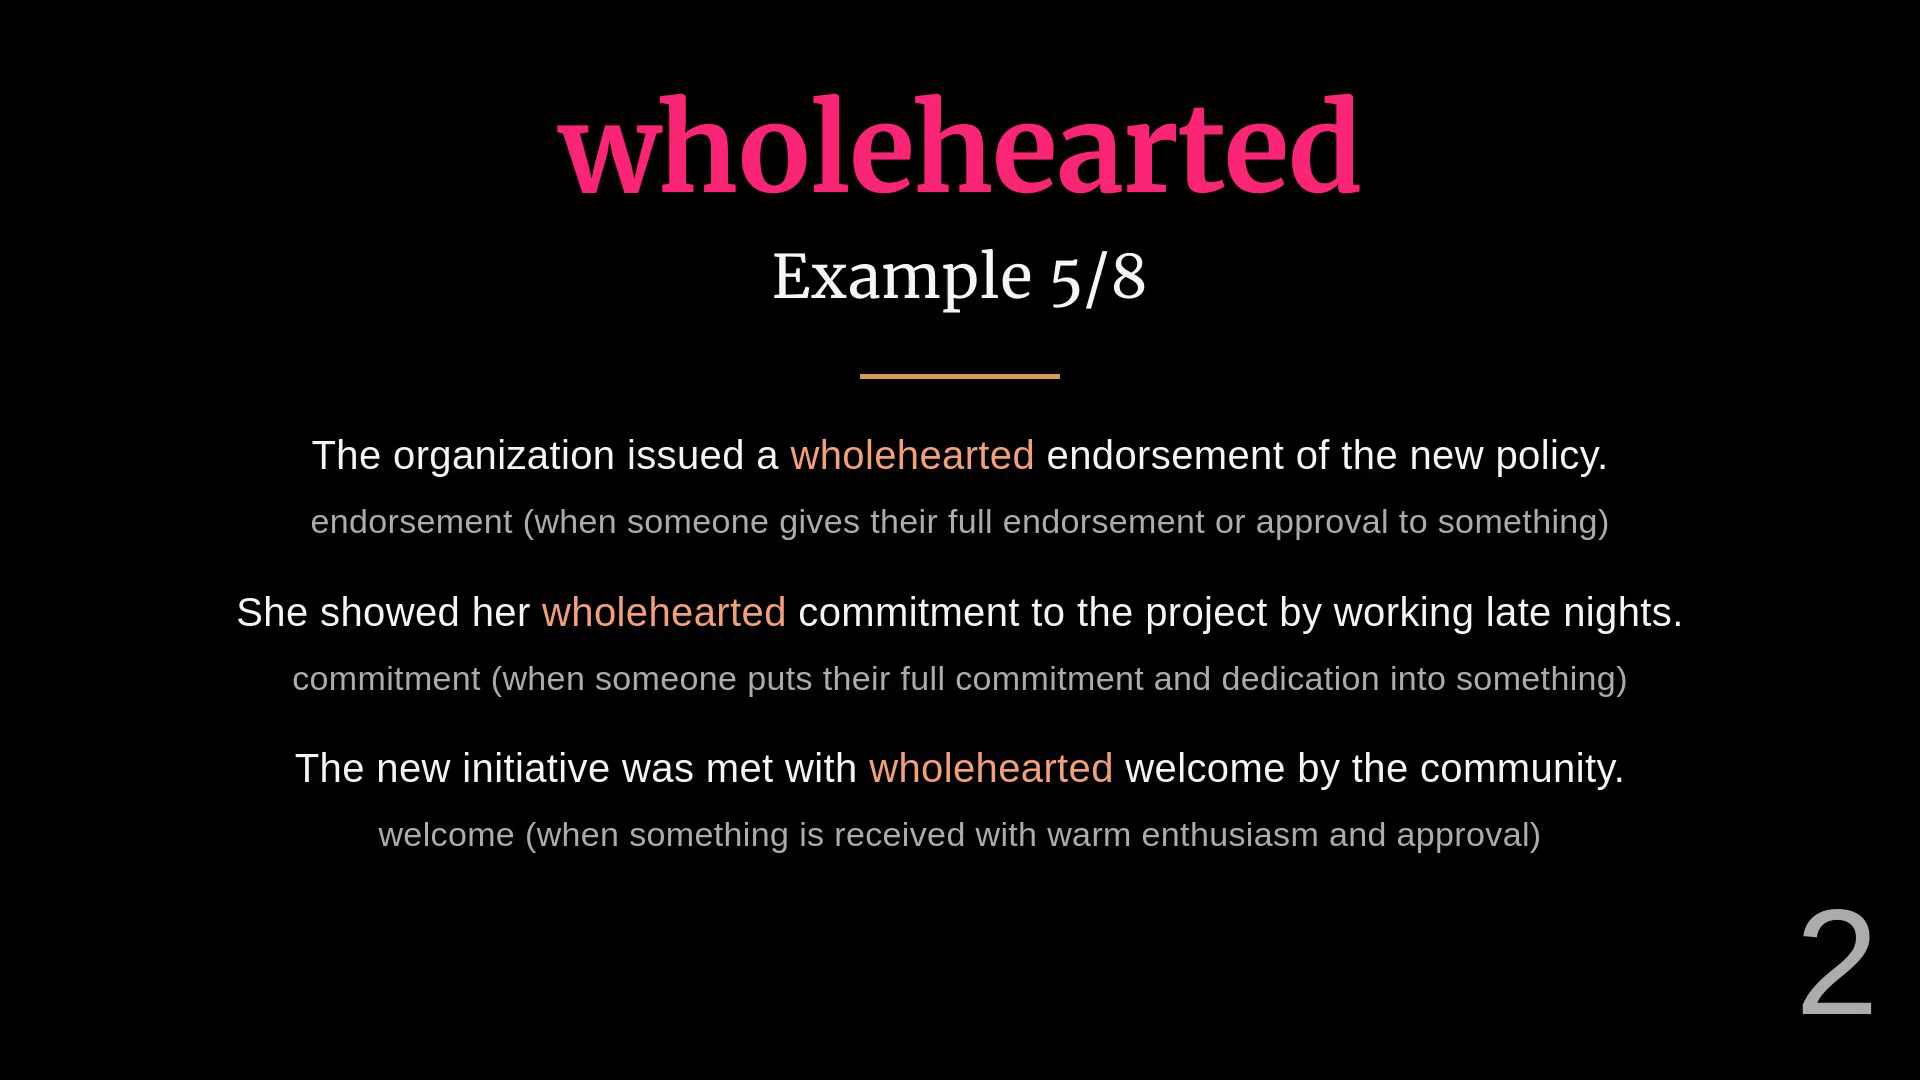 wholehearted
Example 5/8
The organization issued a wholehearted endorsement of the new policy.
endorsement (when someone gives their full endorsement or approval to something)
She showed her wholehearted commitment to the project by working late nights.
commitment (when someone puts their full commitment and dedication into something)
The new initiative was met with wholehearted welcome by the community.
welcome (when something is received with warm enthusiasm and approval)
2